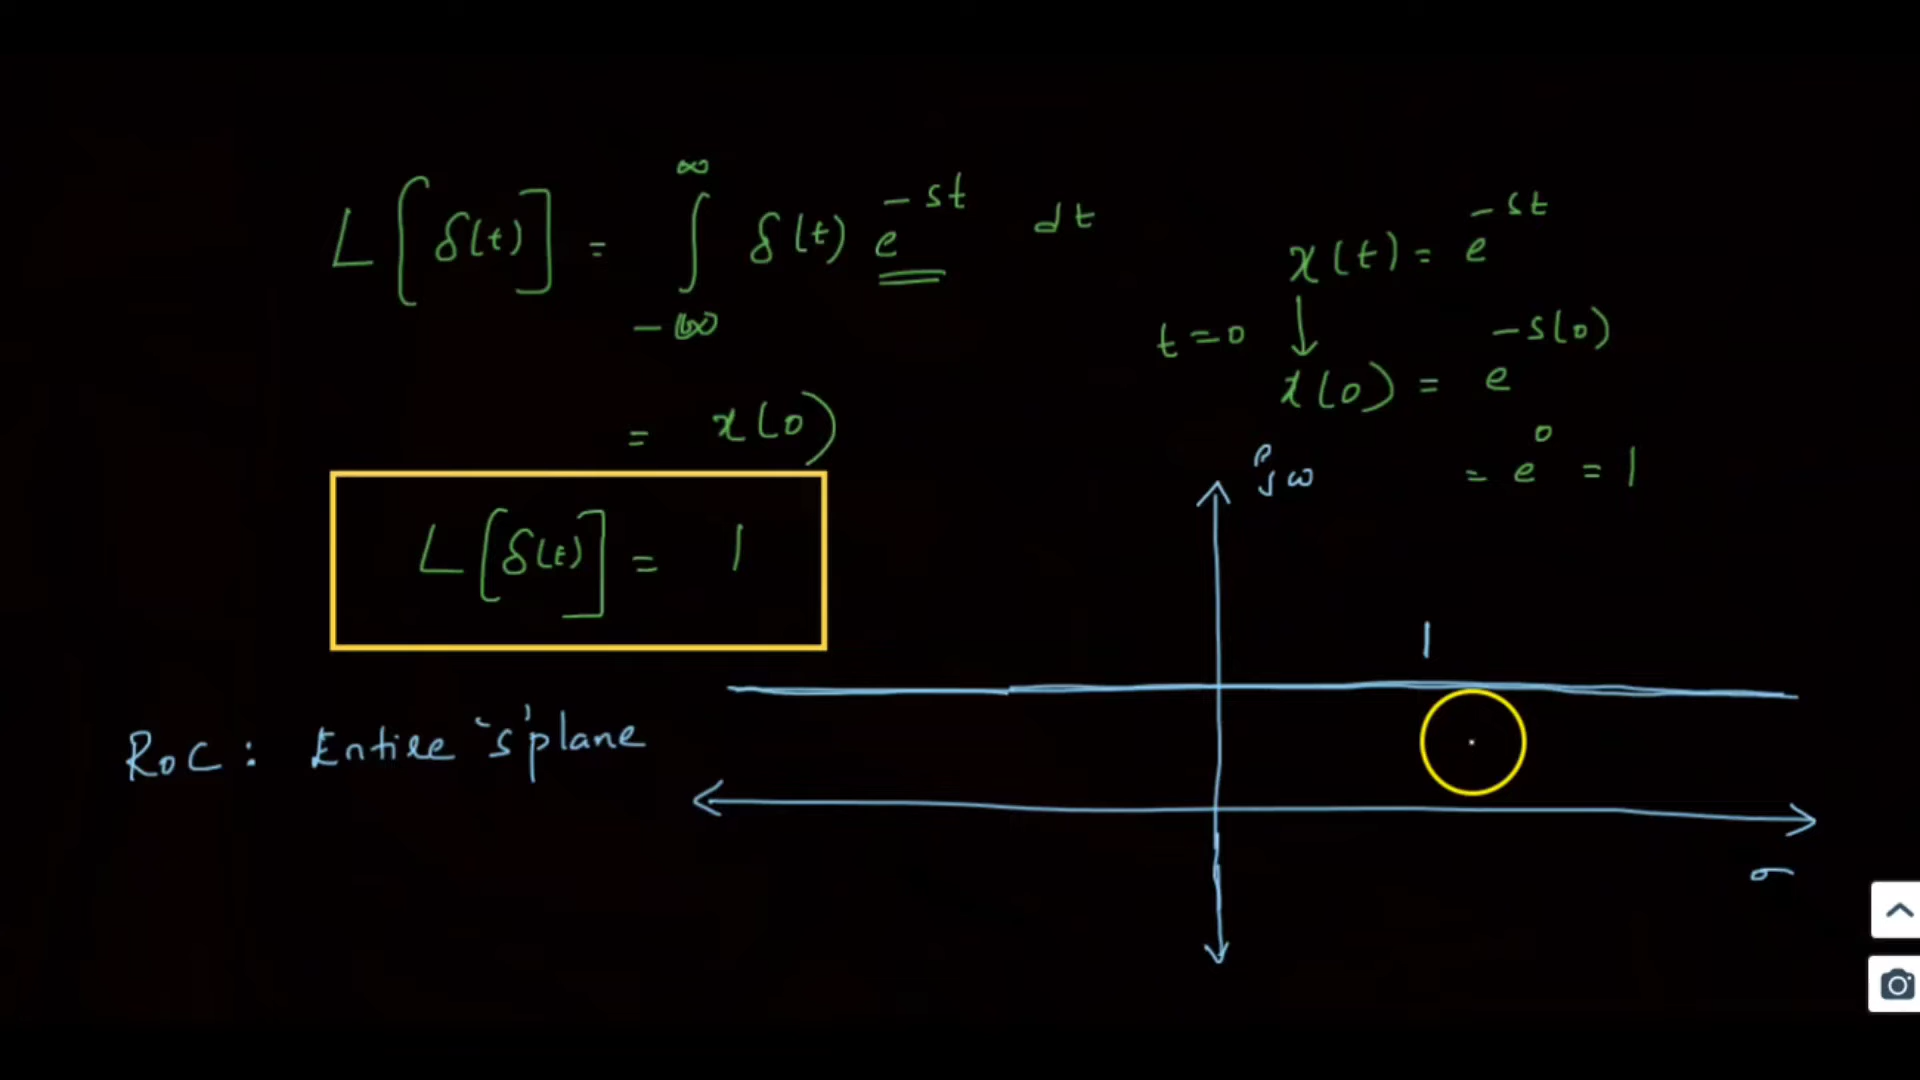 L[δ(t)] = ∫_{-∞}^{∞} δ(t) e^{-st} dt
= x(0)
L[δ(t)] = 1
x(t) = e^{-st}
t=0 ↓
x(0) = e^{-s(0)}
= e^0 = 1
jω
1
ROC: Entire 's' plane
σ